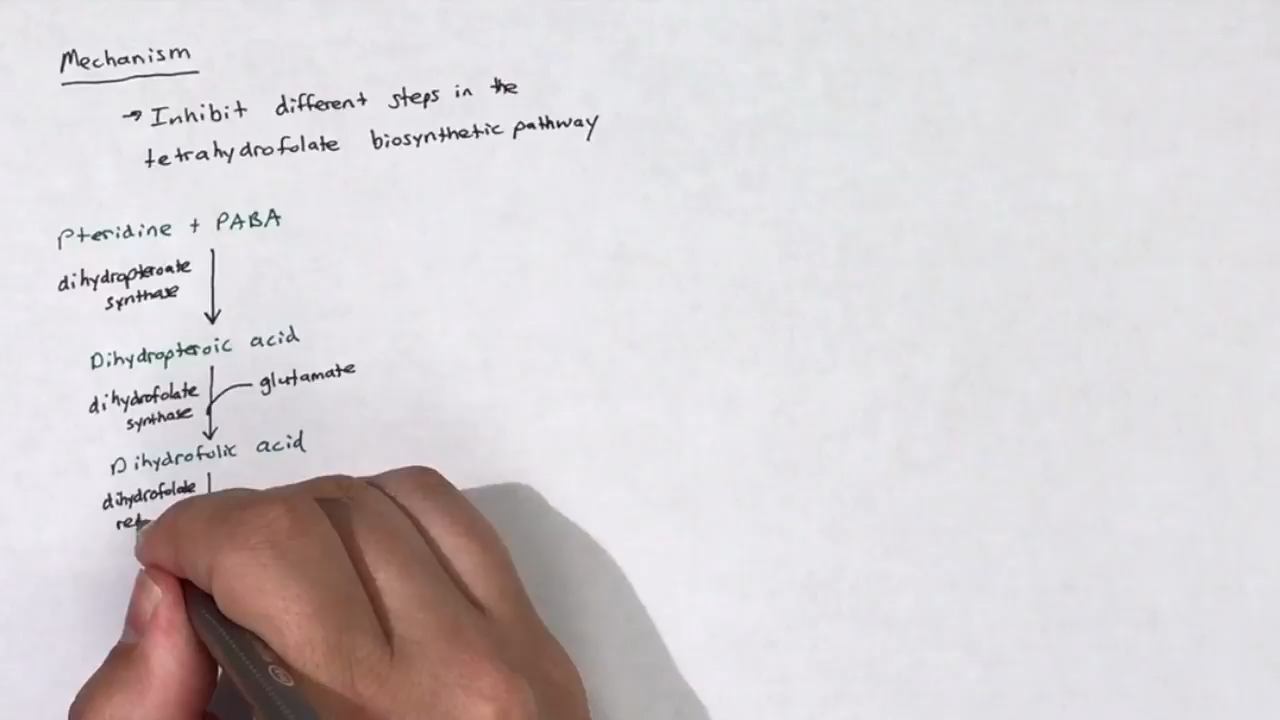 Mechanism
→ Inhibit different steps in the
tetrahydrofolate biosynthetic pathway
Pteridine + PABA
dihydropteroate
synthase
Dihydropteroic acid
dihydrofolate
synthase
glutamate
Dihydrofolic acid
dihydrofolate